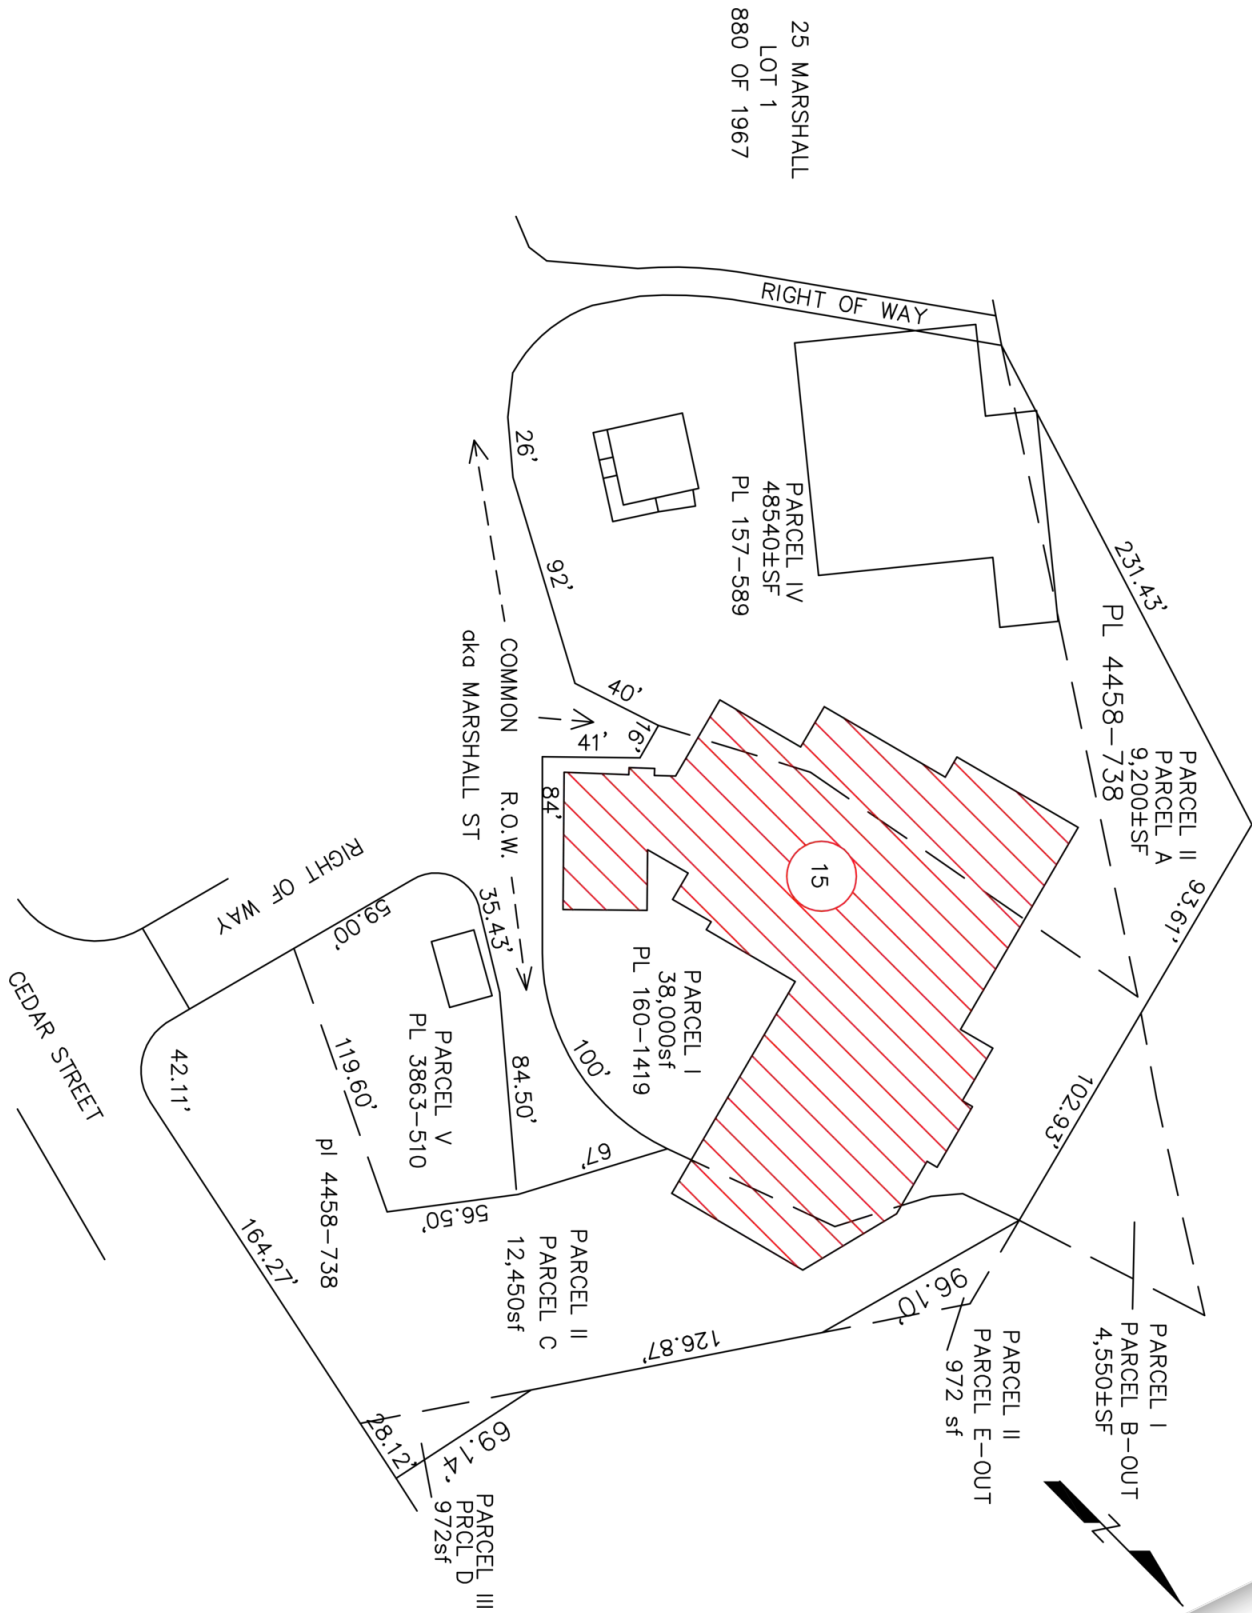 25 MARSHALL
LOT 1
880 OF 1967
RIGHT OF WAY
231.43'
PL 4458-738
PARCEL II
PARCEL A
9,200±SF
93.61'
PARCEL IV
48540±SF
PL 157-589
26'
92'
40'
16'
41'
84'
COMMON R.O.W.
aka MARSHALL ST
15
PARCEL I
38,000sf
PL 160-1419
100'
102.93'
RIGHT OF WAY
59.00'
35.43'
PARCEL V
PL 3863-510
84.50'
119.60'
67'
56.50'
CEDAR STREET
42.11'
pl 4458-738
164.27'
PARCEL II
PARCEL C
12,450sf
126.87'
96.10'
PARCEL I
PARCEL B-OUT
4,550±SF
PARCEL II
PARCEL E-OUT
972 sf
28.12'
69.14'
PARCEL III
PRCL D
972sf
N